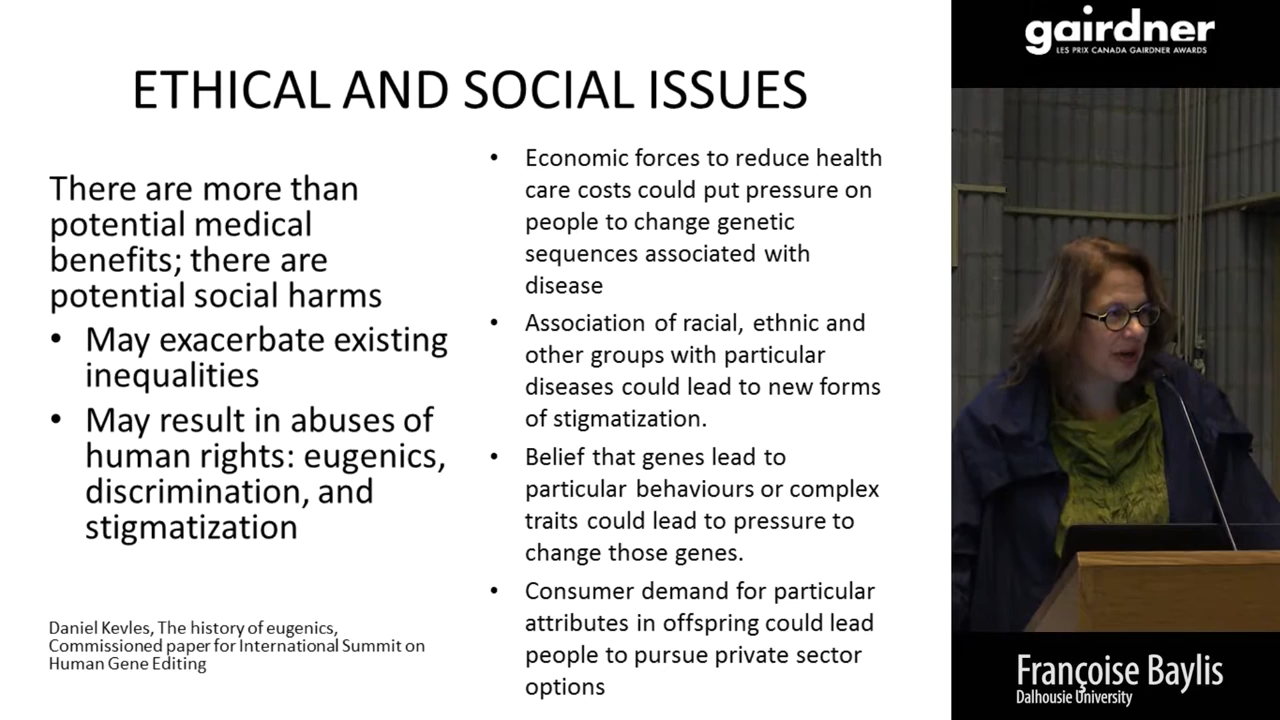 ETHICAL AND SOCIAL ISSUES
There are more than
potential medical
benefits; there are
potential social harms
• May exacerbate existing
inequalities
• May result in abuses of
human rights: eugenics,
discrimination, and
stigmatization
Daniel Kevles, The history of eugenics,
Commissioned paper for International Summit on
Human Gene Editing
• Economic forces to reduce health
care costs could put pressure on
people to change genetic
sequences associated with
disease
• Association of racial, ethnic and
other groups with particular
diseases could lead to new forms
of stigmatization.
• Belief that genes lead to
particular behaviours or complex
traits could lead to pressure to
change those genes.
• Consumer demand for particular
attributes in offspring could lead
people to pursue private sector
options
gairdner
LES PRIX CANADA GAIRDNER AWARDS
Françoise Baylis
Dalhousie University